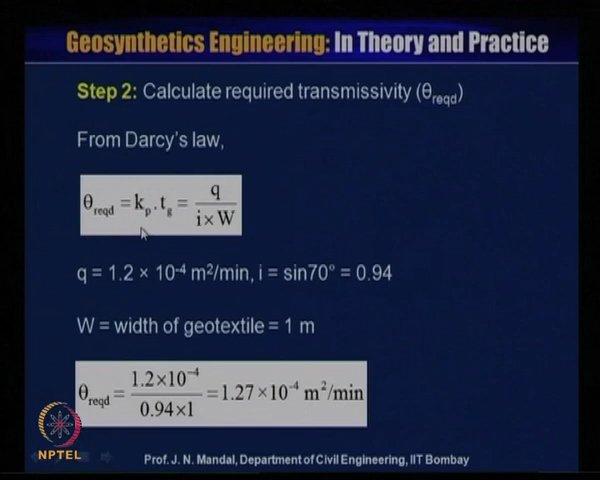 Geosynthetics Engineering: In Theory and Practice
Step 2: Calculate required transmissivity (θreqd)
From Darcy's law,
θreqd = kp . tg = q / i × W
q = 1.2 × 10⁻⁴ m²/min, i = sin70° = 0.94
W = width of geotextile = 1 m
θreqd = 1.2×10⁻⁴ / 0.94×1 = 1.27×10⁻⁴ m²/min
NPTEL
Prof. J. N. Mandal, Department of Civil Engineering, IIT Bombay